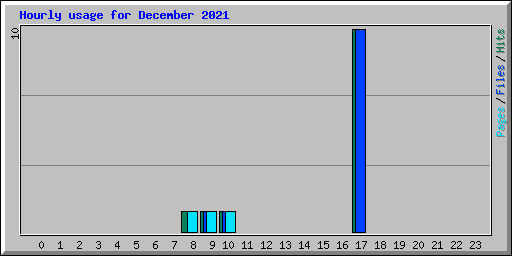 Hourly usage for December 2021
10
Pages/Files/Hits
0 1 2 3 4 5 6 7 8 9 10 11 12 13 14 15 16 17 18 19 20 21 22 23